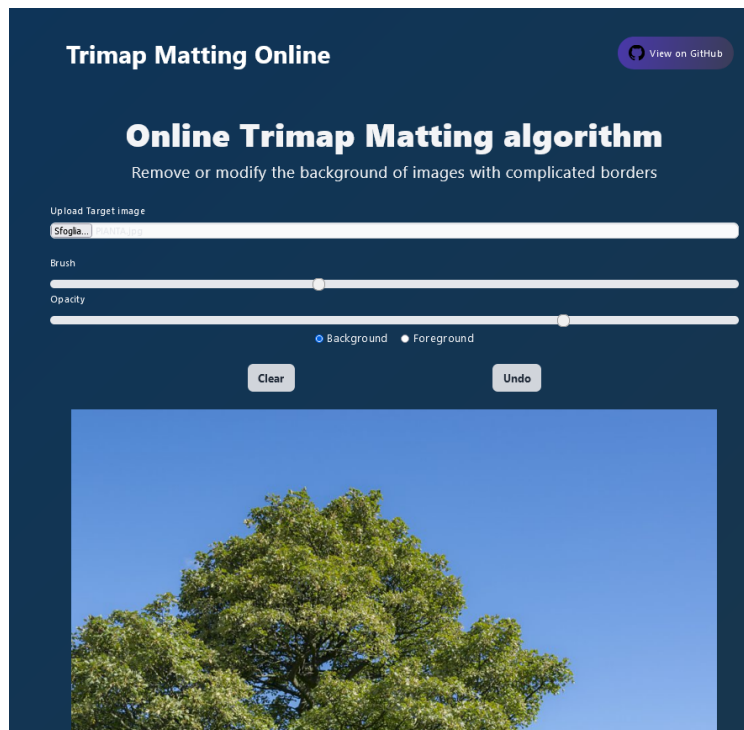 Trimap Matting Online
View on GitHub
Online Trimap Matting algorithm
Remove or modify the background of images with complicated borders
Upload Target image
Sfoglia... PIANTA.jpg
Brush
Opacity
Background Foreground
Clear Undo